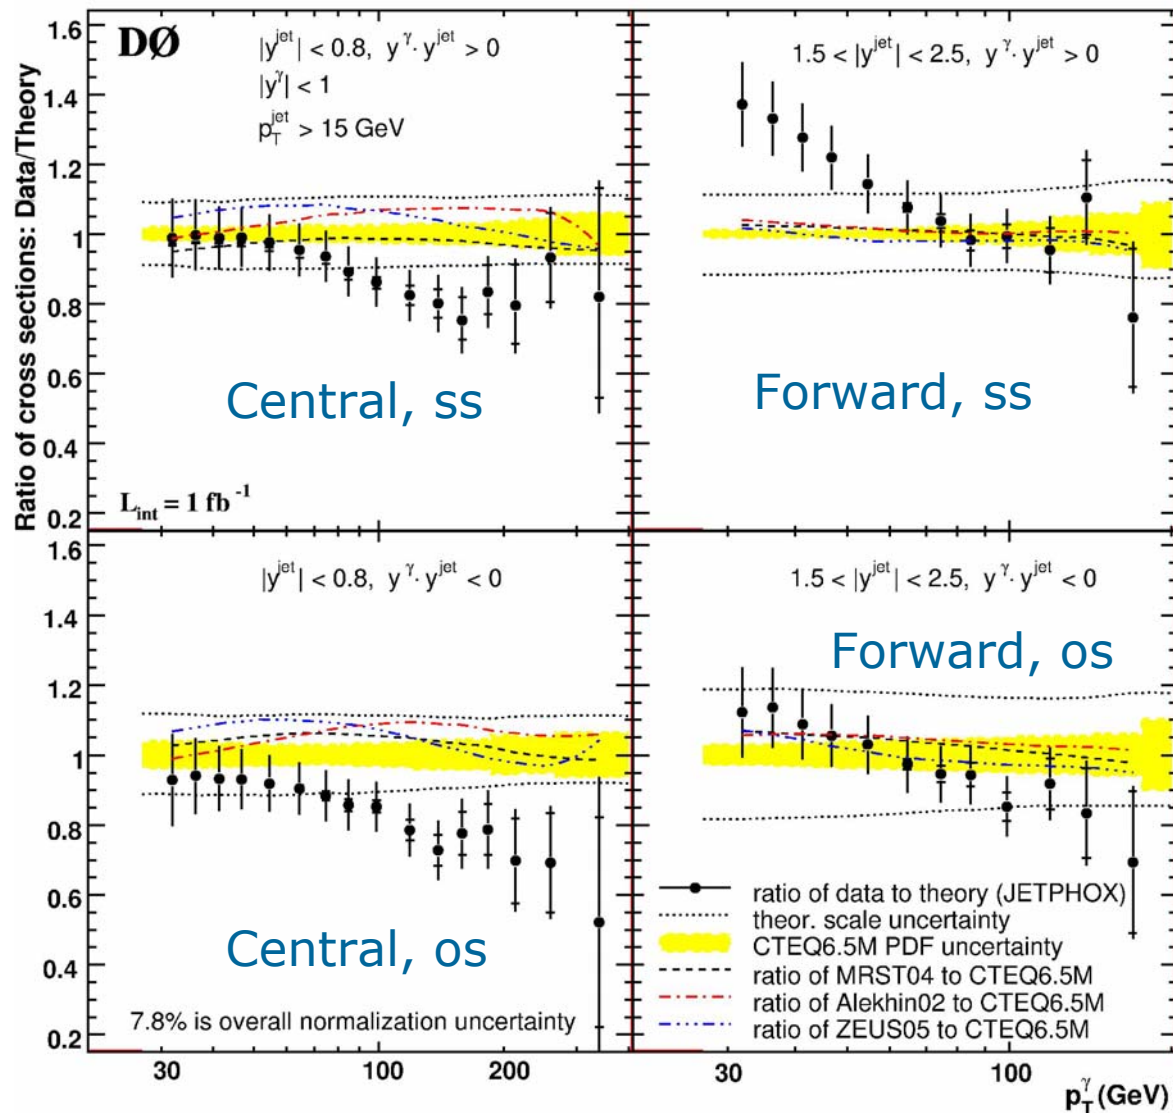 Ratio of cross sections: Data/Theory
DØ
|y^jet| < 0.8, y^γ · y^jet > 0
|y^γ| < 1
p_T^jet > 15 GeV
1.6
1.4
1.2
1
0.8
0.6
0.4
0.2
Central, ss
L_int = 1 fb^-1
1.5 < |y^jet| < 2.5, y^γ · y^jet > 0
Forward, ss
|y^jet| < 0.8, y^γ · y^jet < 0
1.6
1.4
1.2
1
0.8
0.6
0.4
0.2
Central, os
7.8% is overall normalization uncertainty
30 100 200
1.5 < |y^jet| < 2.5, y^γ · y^jet < 0
Forward, os
ratio of data to theory (JETPHOX)
theor. scale uncertainty
CTEQ6.5M PDF uncertainty
ratio of MRST04 to CTEQ6.5M
ratio of Alekhin02 to CTEQ6.5M
ratio of ZEUS05 to CTEQ6.5M
30 100 200
p_T^γ (GeV)